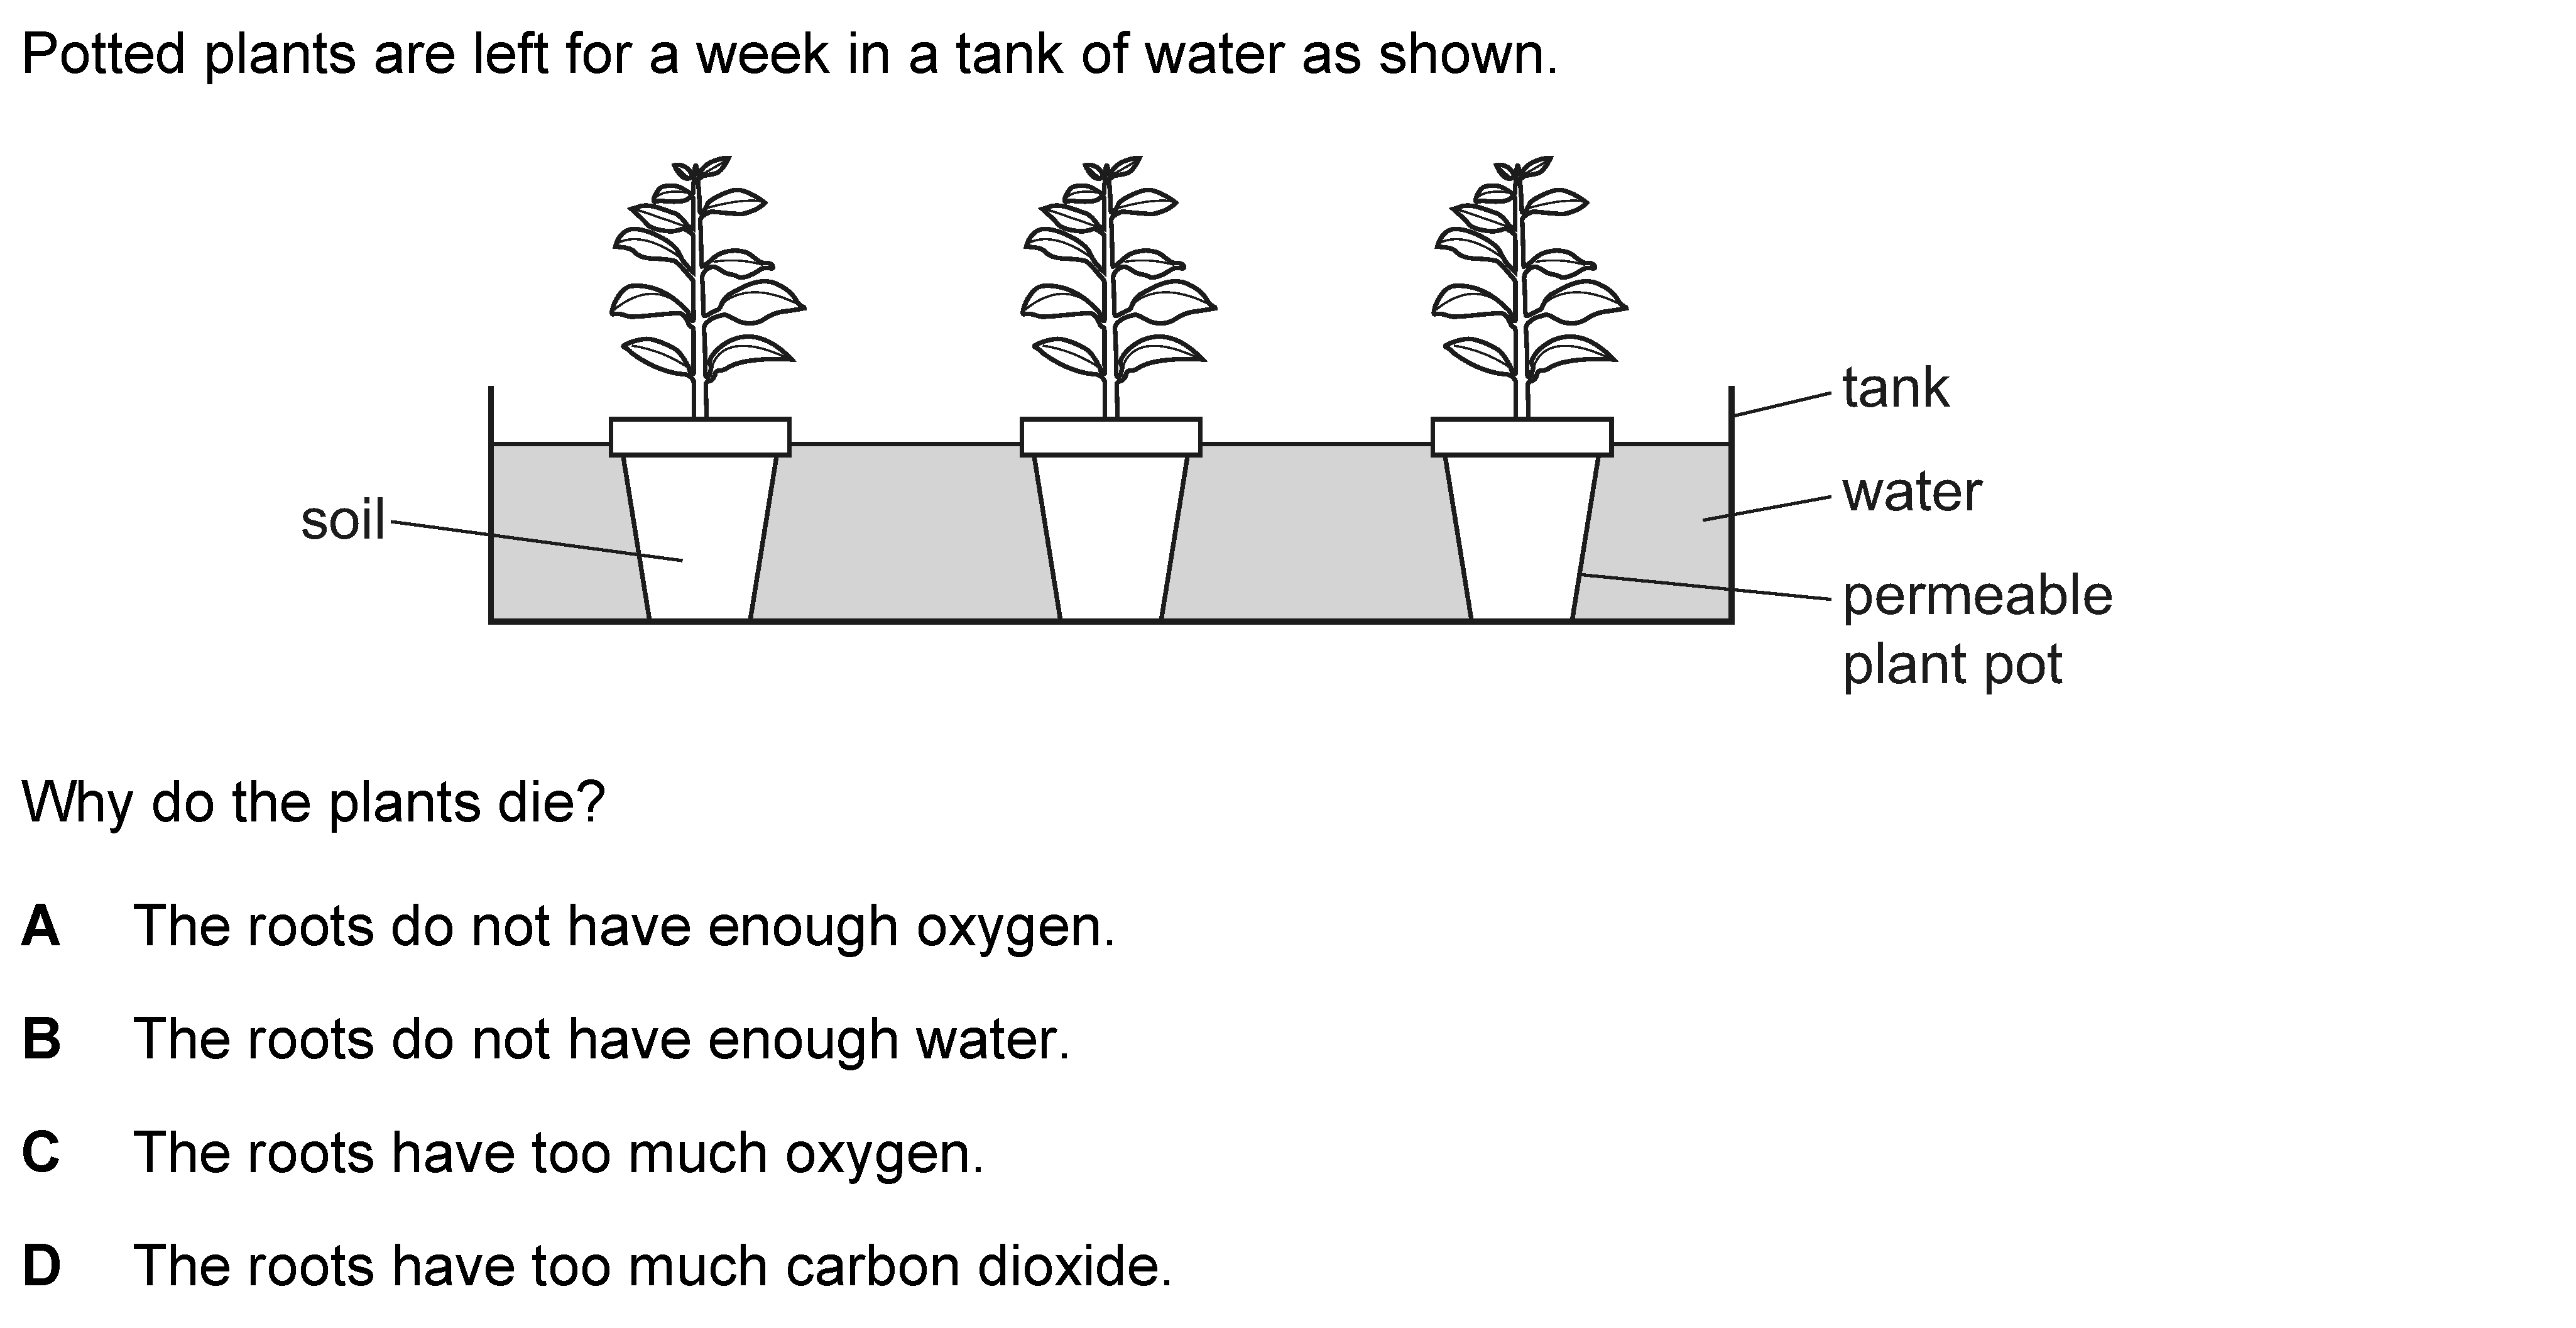 Potted plants are left for a week in a tank of water as shown.
tank
water
soil
permeable
plant pot
Why do the plants die?
A The roots do not have enough oxygen.
B The roots do not have enough water.
C The roots have too much oxygen.
D The roots have too much carbon dioxide.